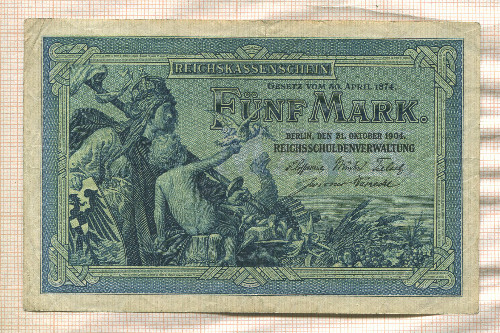 REICHSKASSENSCHEIN
GESETZ VOM 30. APRIL 1874.
FÜNF MARK.
BERLIN, DEN 31. OKTOBER 1904.
REICHSSCHULDENVERWALTUNG